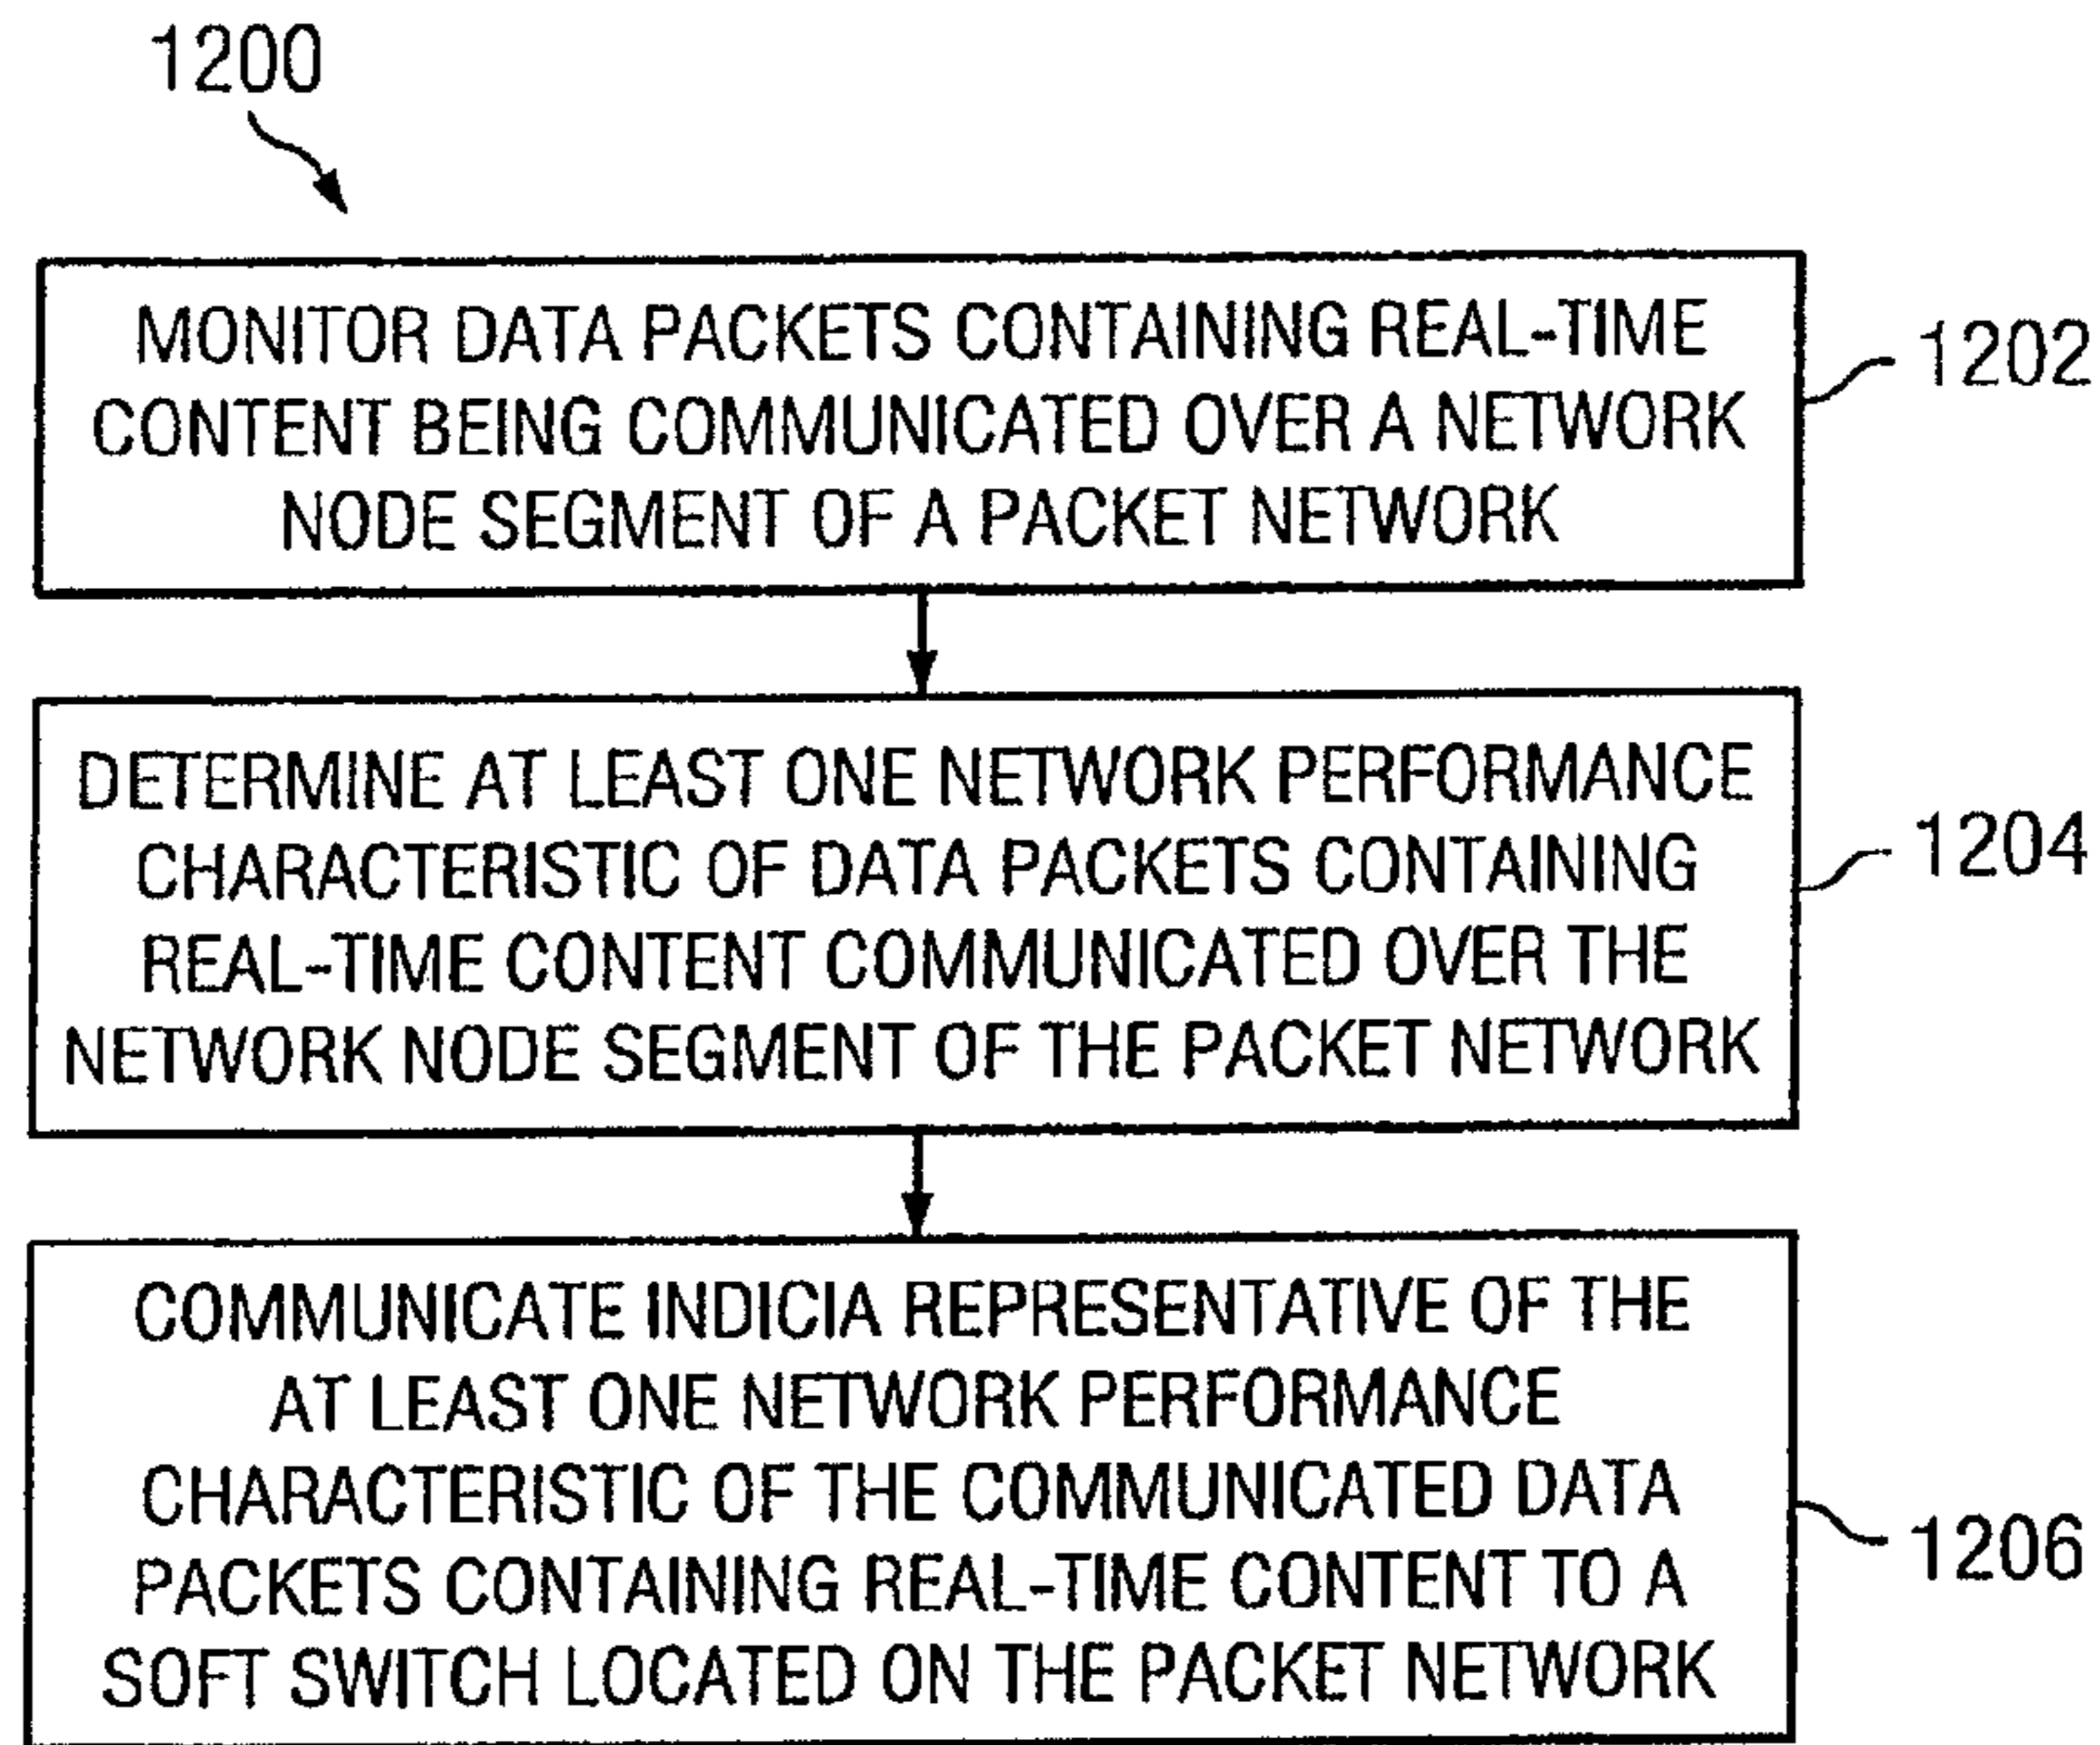 1200
MONITOR DATA PACKETS CONTAINING REAL-TIME
CONTENT BEING COMMUNICATED OVER A NETWORK
NODE SEGMENT OF A PACKET NETWORK
1202
DETERMINE AT LEAST ONE NETWORK PERFORMANCE
CHARACTERISTIC OF DATA PACKETS CONTAINING
REAL-TIME CONTENT COMMUNICATED OVER THE
NETWORK NODE SEGMENT OF THE PACKET NETWORK
1204
COMMUNICATE INDICIA REPRESENTATIVE OF THE
AT LEAST ONE NETWORK PERFORMANCE
CHARACTERISTIC OF THE COMMUNICATED DATA
PACKETS CONTAINING REAL-TIME CONTENT TO A
SOFT SWITCH LOCATED ON THE PACKET NETWORK
1206